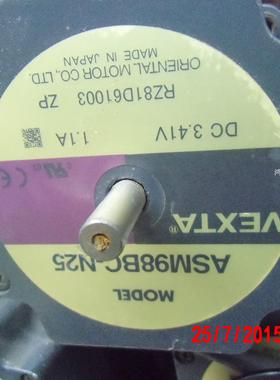 VEXTA®
MODEL
ASM98BC-N25
DC 3.41V 1.1A
RZ81D61003 ZP
ORIENTAL MOTOR CO., LTD.
MADE IN JAPAN
25/7/2015